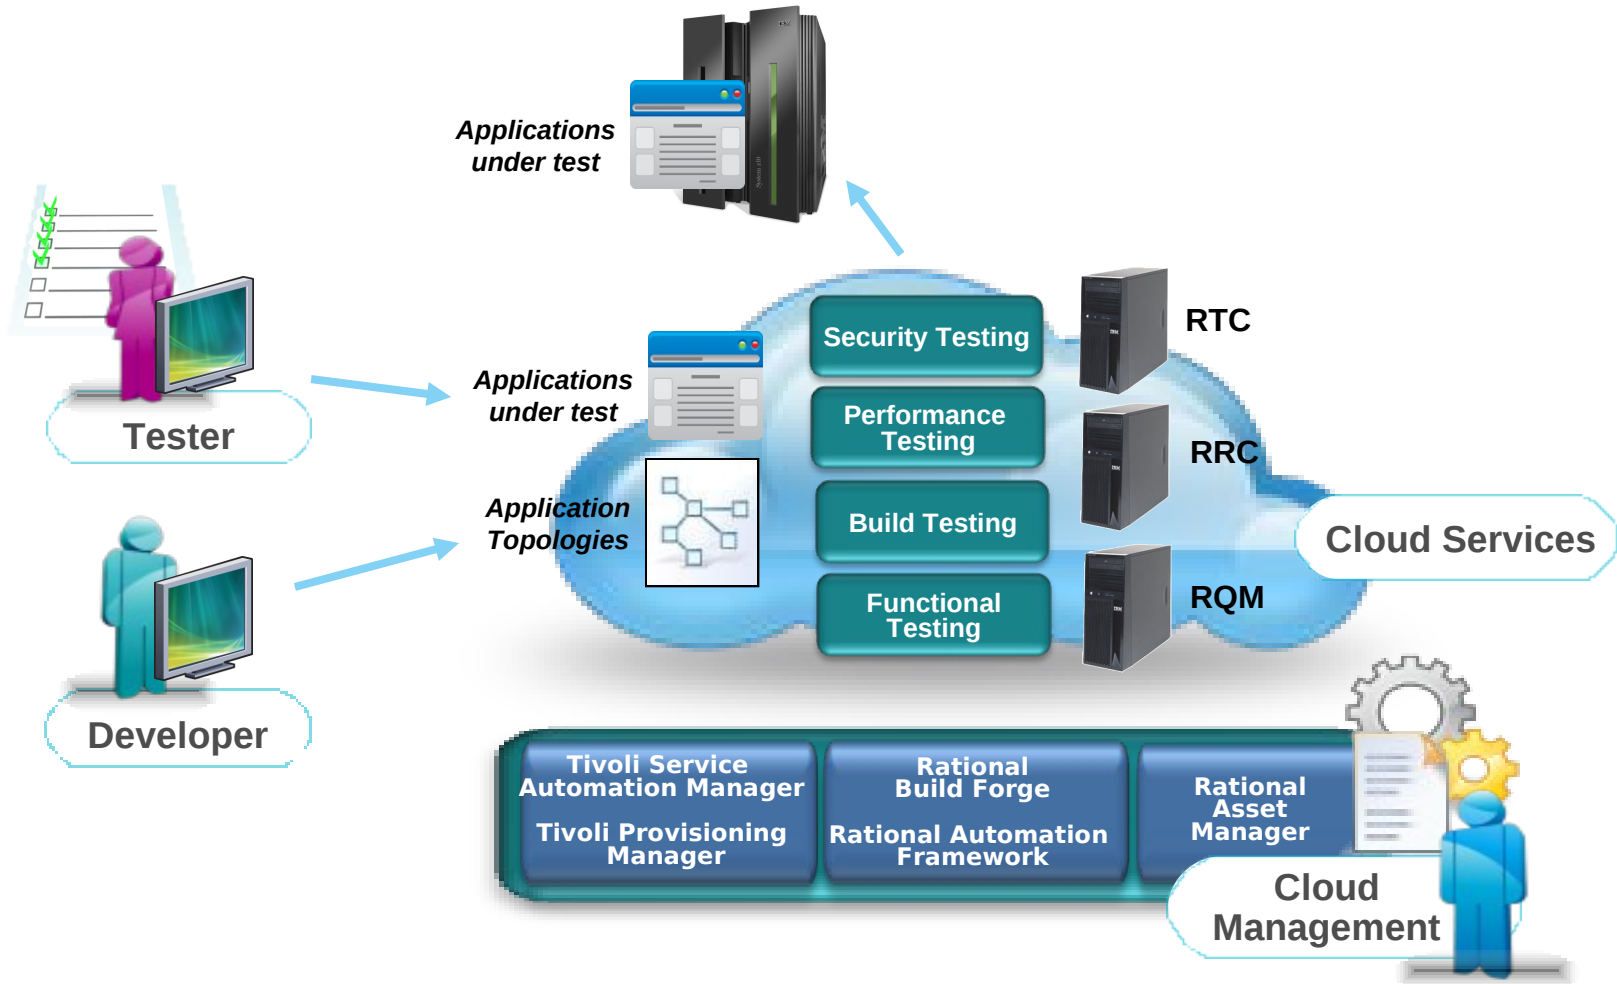 Applications
under test
Tester
Applications
under test
Application
Topologies
Developer
Security Testing
Performance
Testing
Build Testing
Functional
Testing
RTC
RRC
RQM
Cloud Services
Tivoli Service
Automation Manager
Tivoli Provisioning
Manager
Rational
Build Forge
Rational Automation
Framework
Rational
Asset
Manager
Cloud
Management